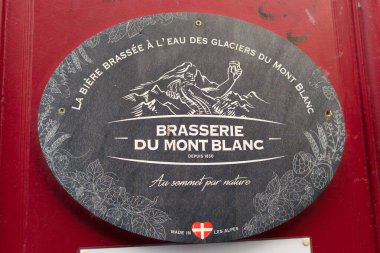 LA BIÈRE BRASSÉE À L'EAU DES GLACIERS DU MONT BLANC
BRASSERIE
DU MONT BLANC
DEPUIS 1830
Au sommet par nature
MADE IN LES ALPES